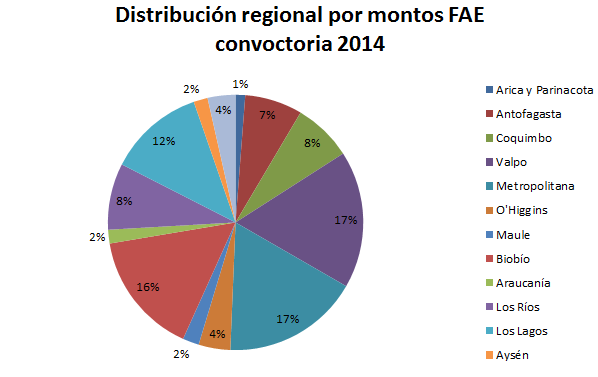 Distribución regional por montos FAE
convoctoria 2014
1%
7%
8%
17%
17%
4%
2%
16%
2%
8%
12%
2%
4%
Arica y Parinacota
Antofagasta
Coquimbo
Valpo
Metropolitana
O'Higgins
Maule
Biobío
Araucanía
Los Ríos
Los Lagos
Aysén